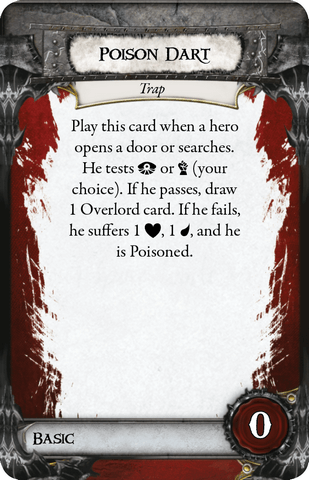 Poison Dart
Trap
Play this card when a hero
opens a door or searches.
He tests or (your
choice). If he passes, draw
1 Overlord card. If he fails,
he suffers 1 , 1 , and he
is Poisoned.
Basic
0